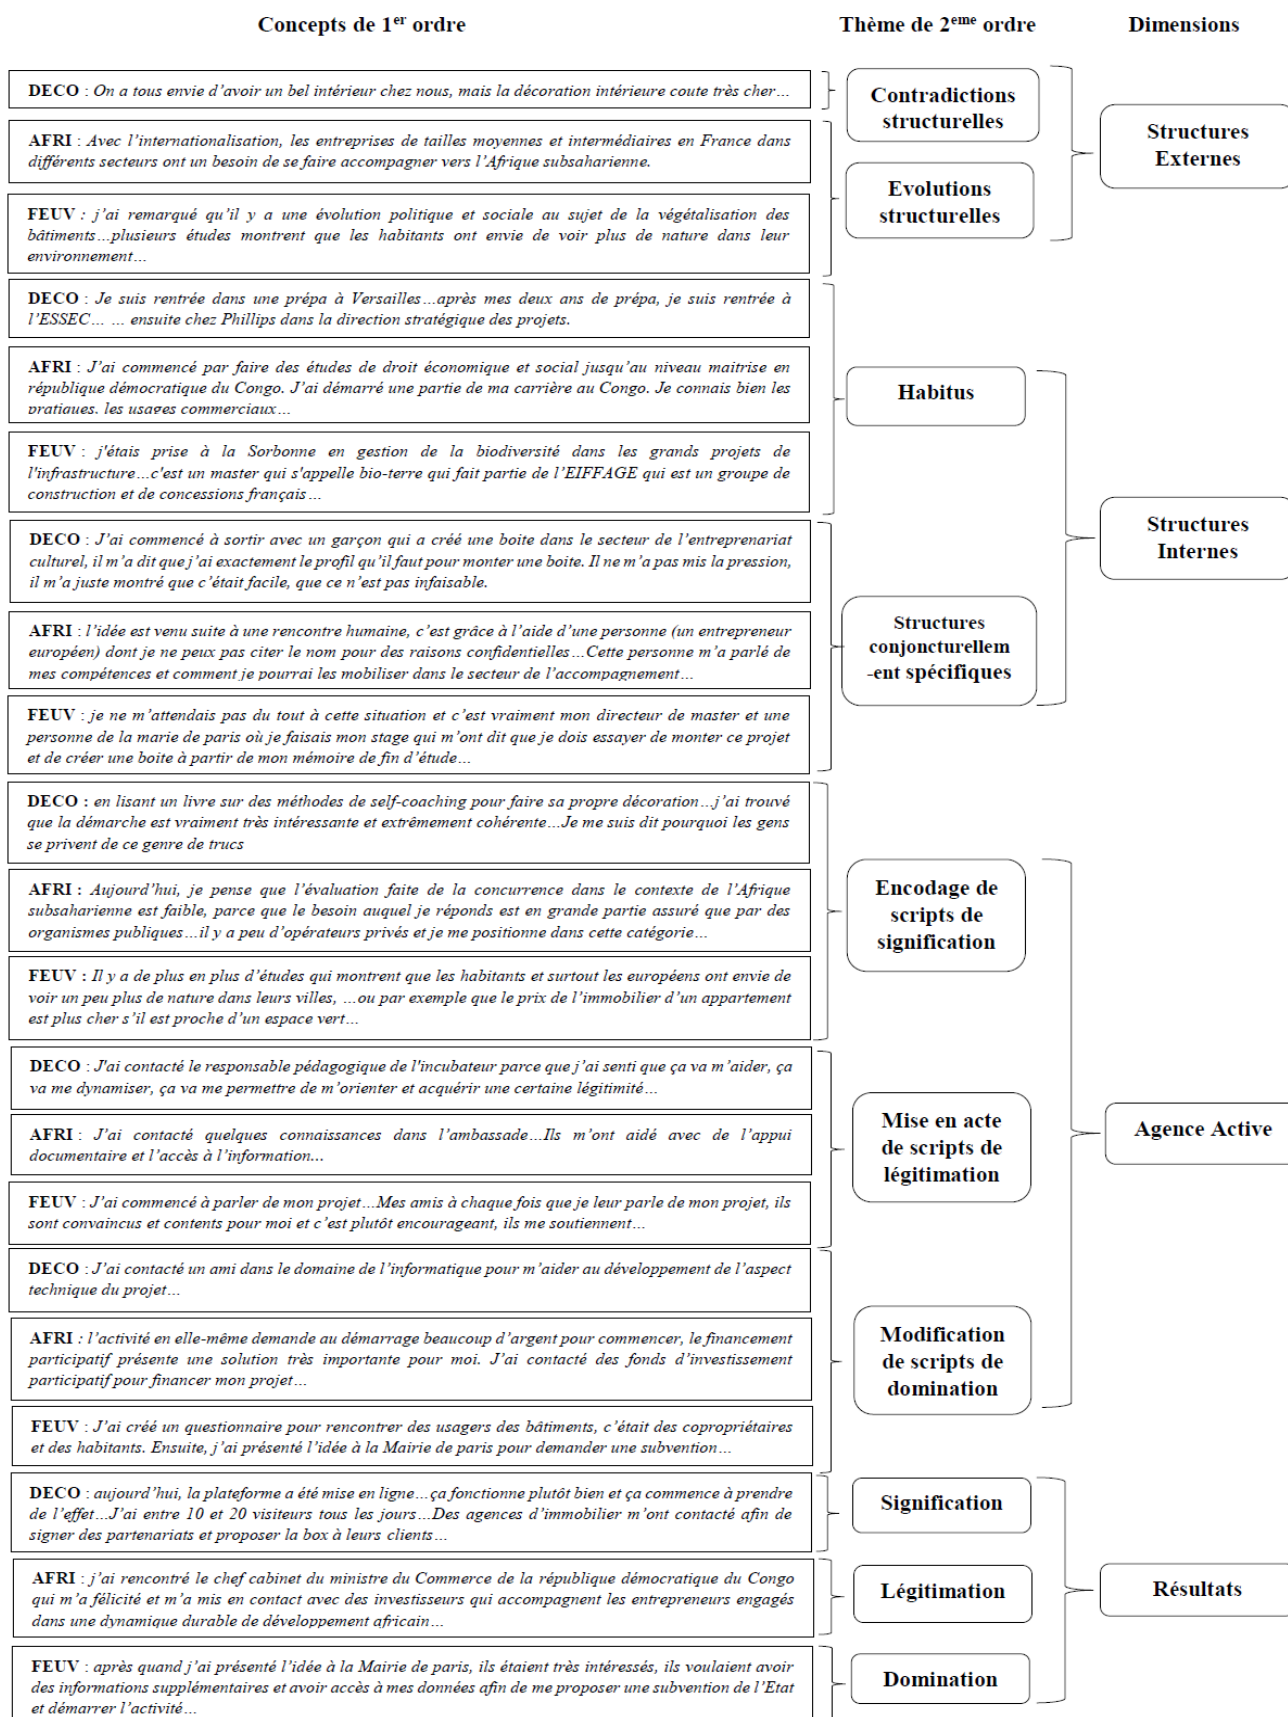 Concepts de 1er ordre
Thème de 2eme ordre
Dimensions
DECO : On a tous envie d’avoir un bel intérieur chez nous, mais la décoration intérieure coute très cher…
Contradictions
structurelles
AFRI : Avec l’internationalisation, les entreprises de tailles moyennes et intermédiaires en France dans
différents secteurs ont un besoin de se faire accompagner vers l’Afrique subsaharienne.
FEUV : j’ai remarqué qu’il y a une évolution politique et sociale au sujet de la végétalisation des
bâtiments…plusieurs études montrent que les habitants ont envie de voir plus de nature dans leur
environnement…
Evolutions
structurelles
Structures
Externes
DECO : Je suis rentrée dans une prépa à Versailles…après mes deux ans de prépa, je suis rentrée à
l’ESSEC… … ensuite chez Phillips dans la direction stratégique des projets.
AFRI : J’ai commencé par faire des études de droit économique et social jusqu’au niveau maitrise en
république démocratique du Congo. J’ai démarré une partie de ma carrière au Congo. Je connais bien les
pratiques, les usages commerciaux…
FEUV : j'étais prise à la Sorbonne en gestion de la biodiversité dans les grands projets de
l'infrastructure…c'est un master qui s'appelle bio-terre qui fait partie de l’EIFFAGE qui est un groupe de
construction et de concessions français…
Habitus
DECO : J’ai commencé à sortir avec un garçon qui a créé une boite dans le secteur de l’entreprenariat
culturel, il m’a dit que j’ai exactement le profil qu’il faut pour monter une boite. Il ne m’a pas mis la pression,
il m’a juste montré que c’était facile, que ce n’est pas infaisable.
AFRI : l’idée est venu suite à une rencontre humaine, c’est grâce à l’aide d’une personne (un entrepreneur
européen) dont je ne peux pas citer le nom pour des raisons confidentielles…Cette personne m’a parlé de
mes compétences et comment je pourrai les mobiliser dans le secteur de l’accompagnement…
FEUV : je ne m’attendais pas du tout à cette situation et c’est vraiment mon directeur de master et une
personne de la marie de paris où je faisais mon stage qui m’ont dit que je dois essayer de monter ce projet
et de créer une boite à partir de mon mémoire de fin d’étude…
Structures
conjoncturellem
-ent spécifiques
Structures
Internes
DECO : en lisant un livre sur des méthodes de self-coaching pour faire sa propre décoration…j’ai trouvé
que la démarche est vraiment très intéressante et extrêmement cohérente…Je me suis dit pourquoi les gens
se privent de ce genre de trucs
AFRI : Aujourd’hui, je pense que l’évaluation faite de la concurrence dans le contexte de l’Afrique
subsaharienne est faible, parce que le besoin auquel je réponds est en grande partie assuré que par des
organismes publiques…il y a peu d’opérateurs privés et je me positionne dans cette catégorie…
FEUV : Il y a de plus en plus d’études qui montrent que les habitants et surtout les européens ont envie de
voir un peu plus de nature dans leurs villes, …ou par exemple que le prix de l’immobilier d’un appartement
est plus cher s’il est proche d’un espace vert…
Encodage de
scripts de
signification
DECO : J'ai contacté le responsable pédagogique de l'incubateur parce que j’ai senti que ça va m’aider, ça
va me dynamiser, ça va me permettre de m’orienter et acquérir une certaine légitimité…
AFRI : J’ai contacté quelques connaissances dans l’ambassade…Ils m’ont aidé avec de l’appui
documentaire et l’accès à l’information...
FEUV : J’ai commencé à parler de mon projet…Mes amis à chaque fois que je leur parle de mon projet, ils
sont convaincus et contents pour moi et c’est plutôt encourageant, ils me soutiennent…
Mise en acte
de scripts de
légitimation
Agence Active
DECO : J’ai contacté un ami dans le domaine de l’informatique pour m’aider au développement de l’aspect
technique du projet…
AFRI : l’activité en elle-même demande au démarrage beaucoup d’argent pour commencer, le financement
participatif présente une solution très importante pour moi. J’ai contacté des fonds d’investissement
participatif pour financer mon projet…
FEUV : J’ai créé un questionnaire pour rencontrer des usagers des bâtiments, c’était des copropriétaires
et des habitants. Ensuite, j’ai présenté l’idée à la Mairie de paris pour demander une subvention…
Modification
de scripts de
domination
DECO : aujourd’hui, la plateforme a été mise en ligne…ça fonctionne plutôt bien et ça commence à prendre
de l’effet…J’ai entre 10 et 20 visiteurs tous les jours…Des agences d’immobilier m’ont contacté afin de
signer des partenariats et proposer la box à leurs clients…
Signification
AFRI : j’ai rencontré le chef cabinet du ministre du Commerce de la république démocratique du Congo
qui m’a félicité et m’a mis en contact avec des investisseurs qui accompagnent les entrepreneurs engagés
dans une dynamique durable de développement africain…
Légitimation
Résultats
FEUV : après quand j’ai présenté l’idée à la Mairie de paris, ils étaient très intéressés, ils voulaient avoir
des informations supplémentaires et avoir accès à mes données afin de me proposer une subvention de l’Etat
et démarrer l’activité…
Domination